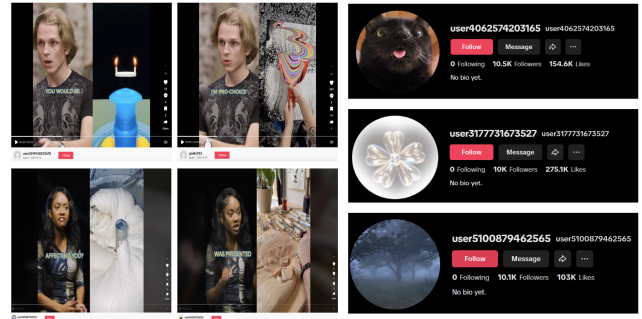 YOU WOULD BE
I'M PRO-CHOICE
Follow
Follow
AFFECTING YOU?
WAS PRESENTED
user4062574203165 user4062574203165
Follow Message
0 Following 10.5K Followers 154.6K Likes
No bio yet.
user3177731673527 user3177731673527
Follow Message
0 Following 10K Followers 275.1K Likes
No bio yet.
user5100879462565 user5100879462565
Follow Message
0 Following 10.1K Followers 103K Likes
No bio yet.